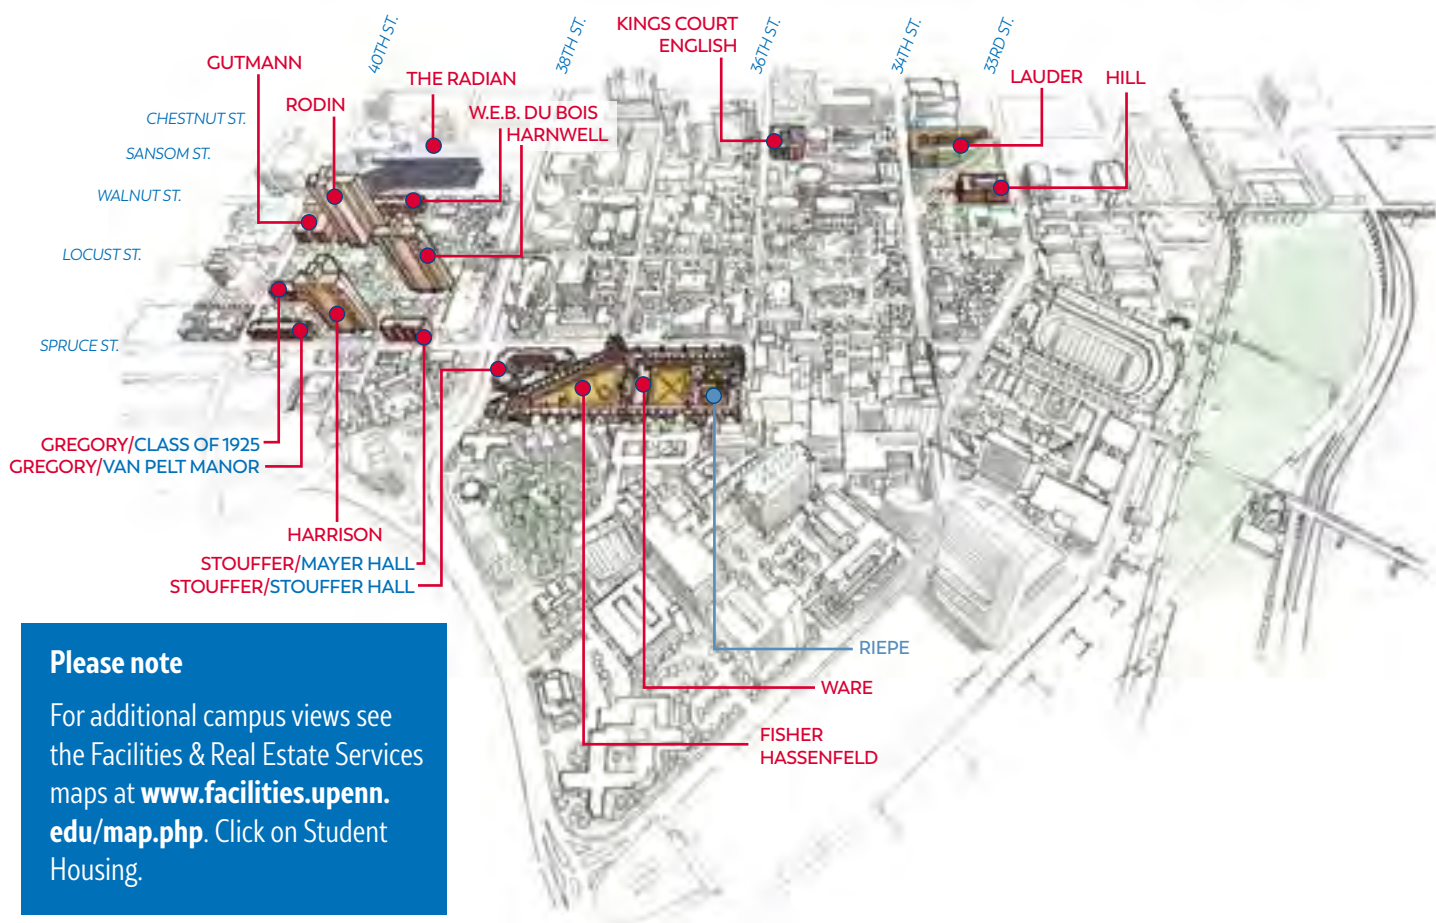 40TH ST.
38TH ST.
36TH ST.
34TH ST.
33RD ST.
KINGS COURT
ENGLISH
GUTMANN
RODIN
THE RADIAN
W.E.B. DU BOIS
HARNWELL
LAUDER
HILL
CHESTNUT ST.
SANSOM ST.
WALNUT ST.
LOCUST ST.
SPRUCE ST.
GREGORY/CLASS OF 1925
GREGORY/VAN PELT MANOR
HARRISON
STOUFFER/MAYER HALL
STOUFFER/STOUFFER HALL
RIEPE
WARE
FISHER
HASSENFELD
Please note
For additional campus views see
the Facilities & Real Estate Services
maps at www.facilities.upenn.
edu/map.php. Click on Student
Housing.